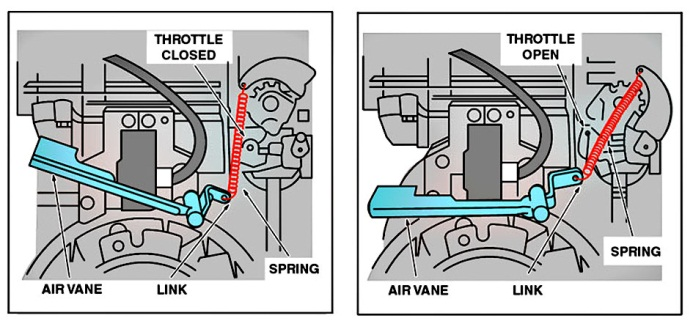 THROTTLE
CLOSED
SPRING
AIR VANE
LINK
THROTTLE
OPEN
SPRING
AIR VANE
LINK